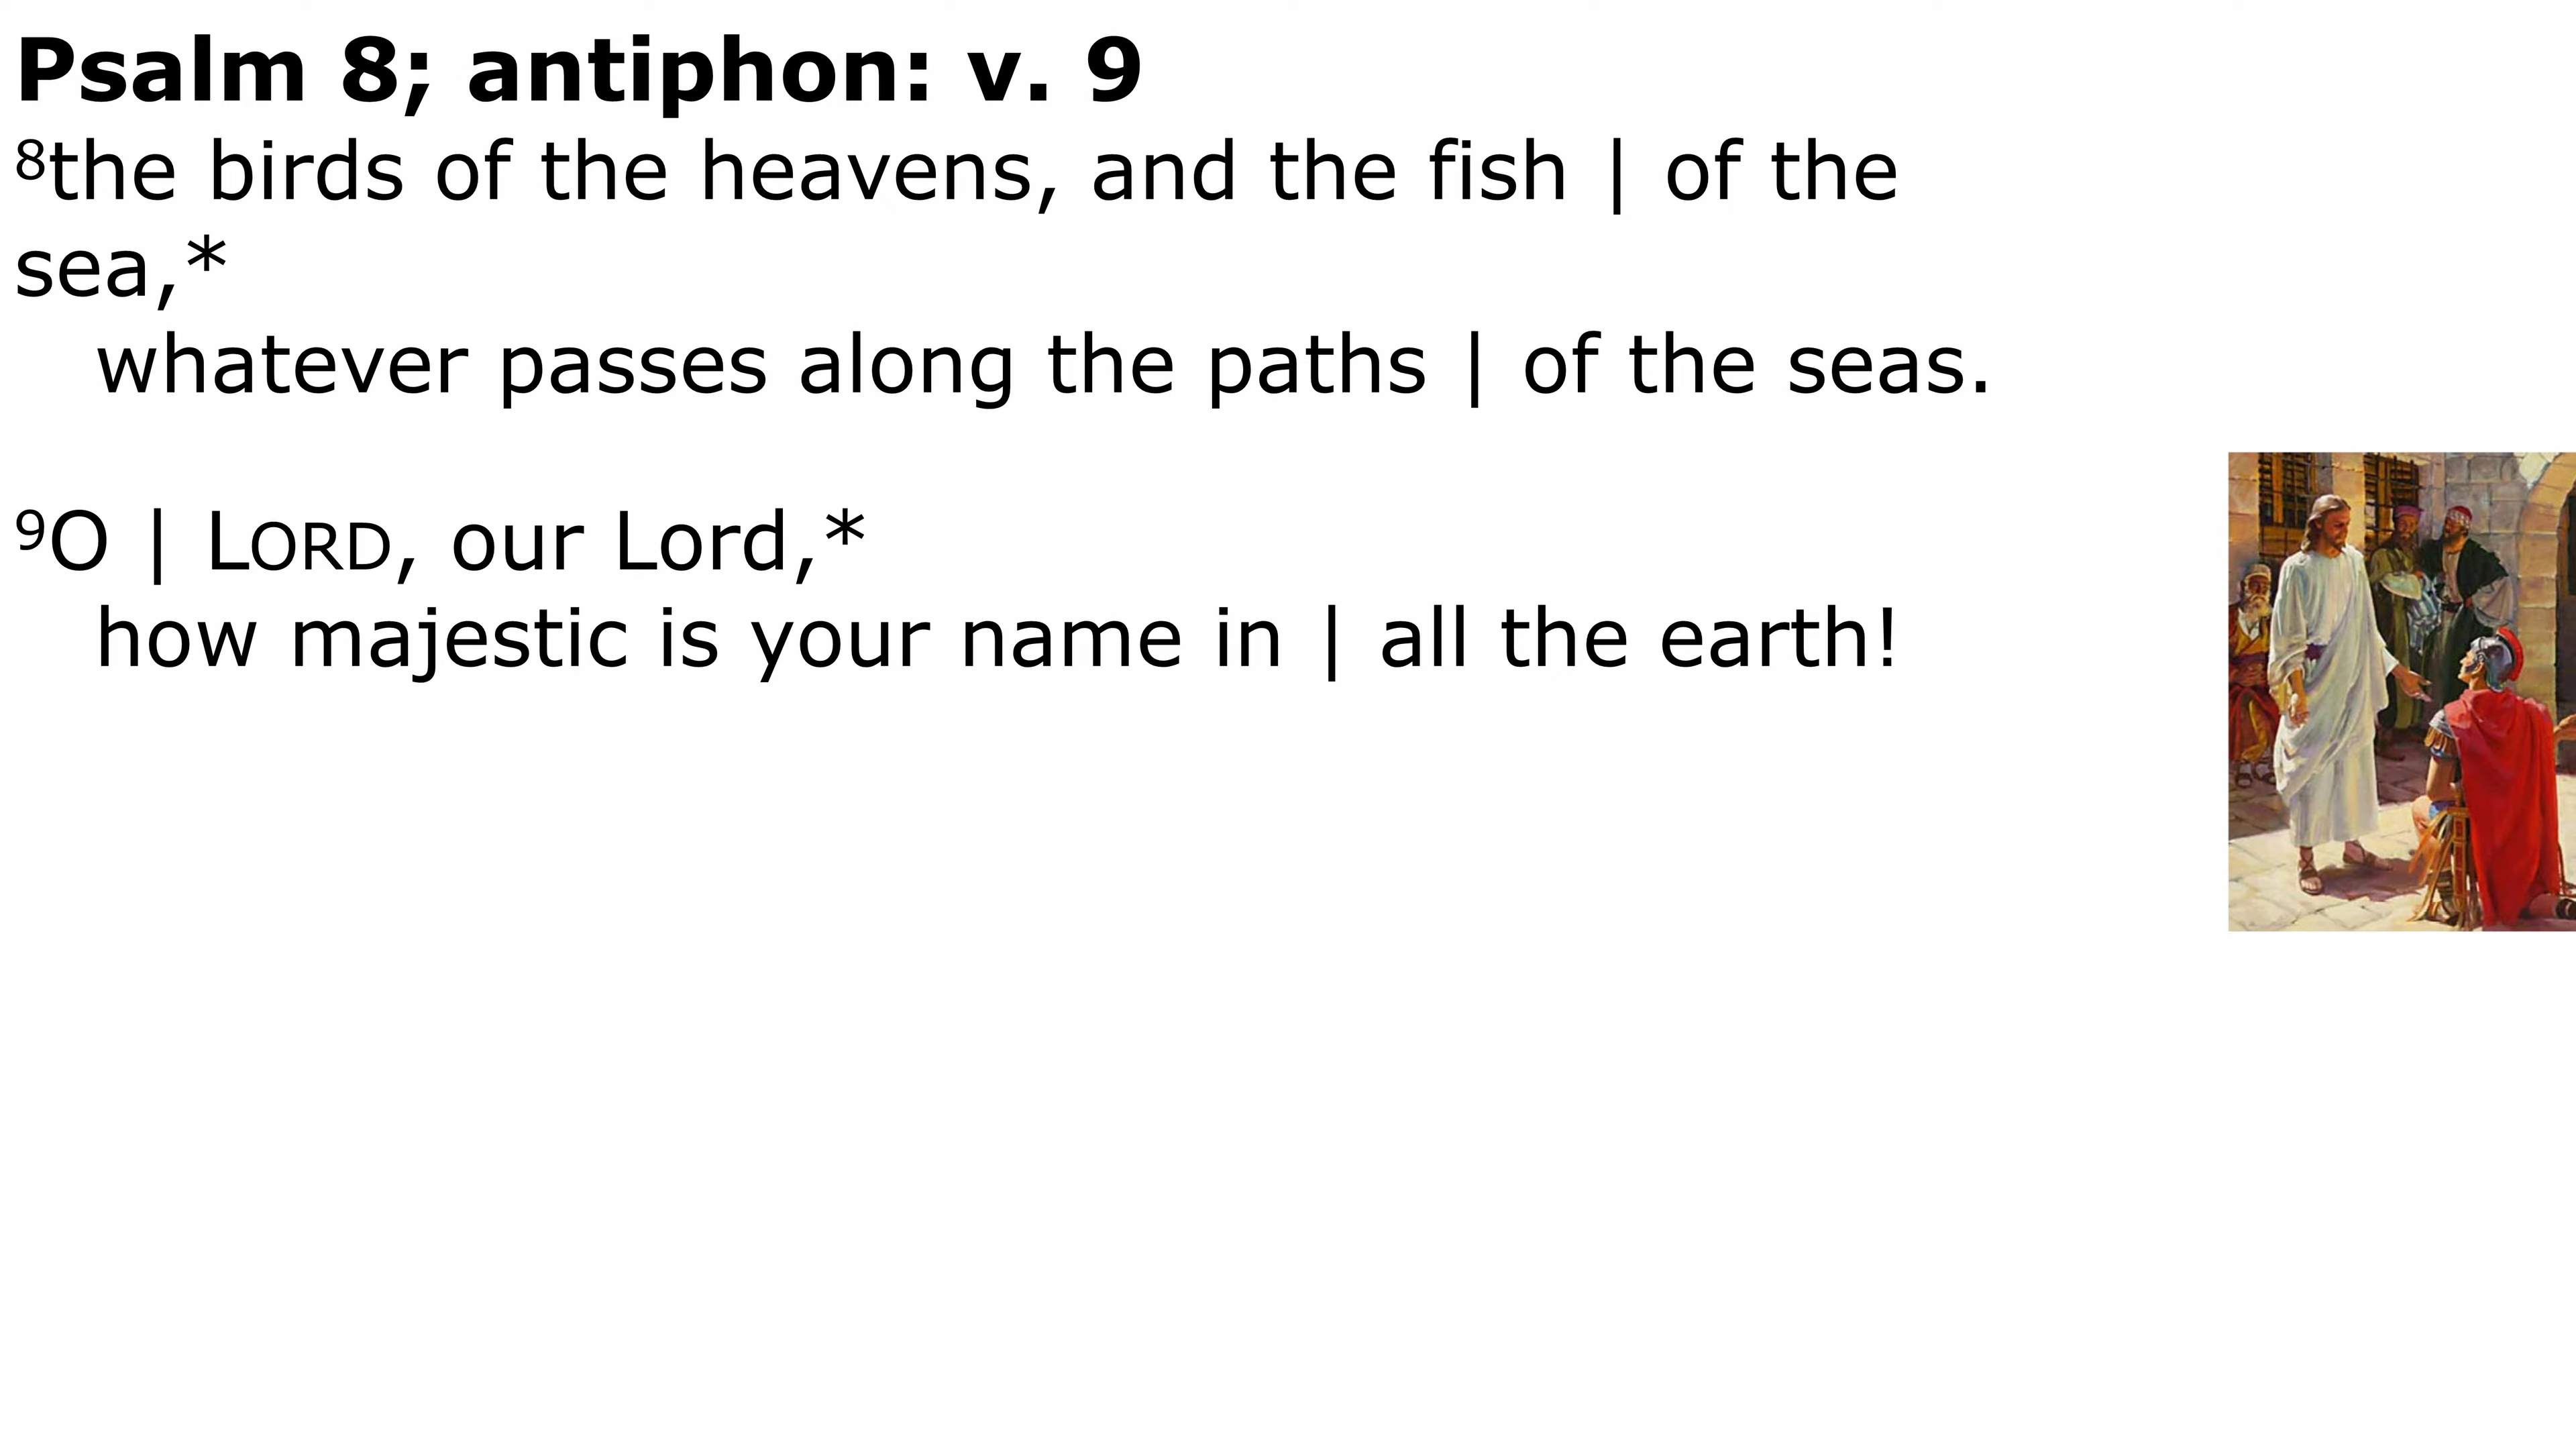 Psalm 8; antiphon: v. 9
⁸the birds of the heavens, and the fish | of the
sea,*
whatever passes along the paths | of the seas.
⁹O | LORD, our Lord,*
how majestic is your name in | all the earth!